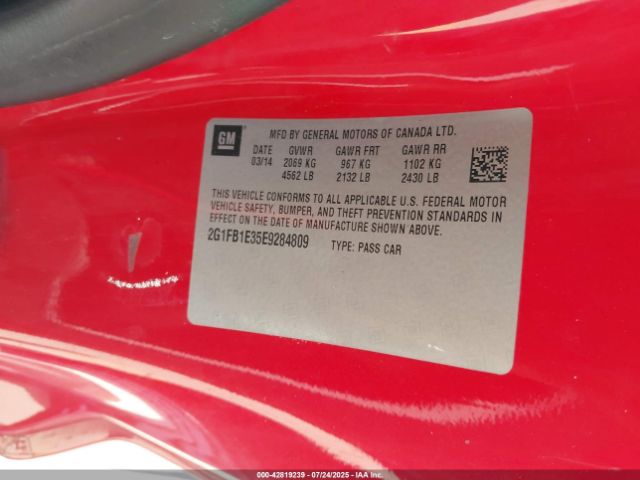 GM
MFD BY GENERAL MOTORS OF CANADA LTD.
DATE GVWR GAWR FRT GAWR RR
03/14 2069 KG 967 KG 1102 KG
4562 LB 2132 LB 2430 LB
THIS VEHICLE CONFORMS TO ALL APPLICABLE U.S. FEDERAL MOTOR
VEHICLE SAFETY, BUMPER, AND THEFT PREVENTION STANDARDS IN
EFFECT ON THE DATE OF MANUFACTURE SHOWN ABOVE.
2G1FB1E35E9284809 TYPE: PASS CAR
000-42819239 - 07/24/2025 - IAAI.COM